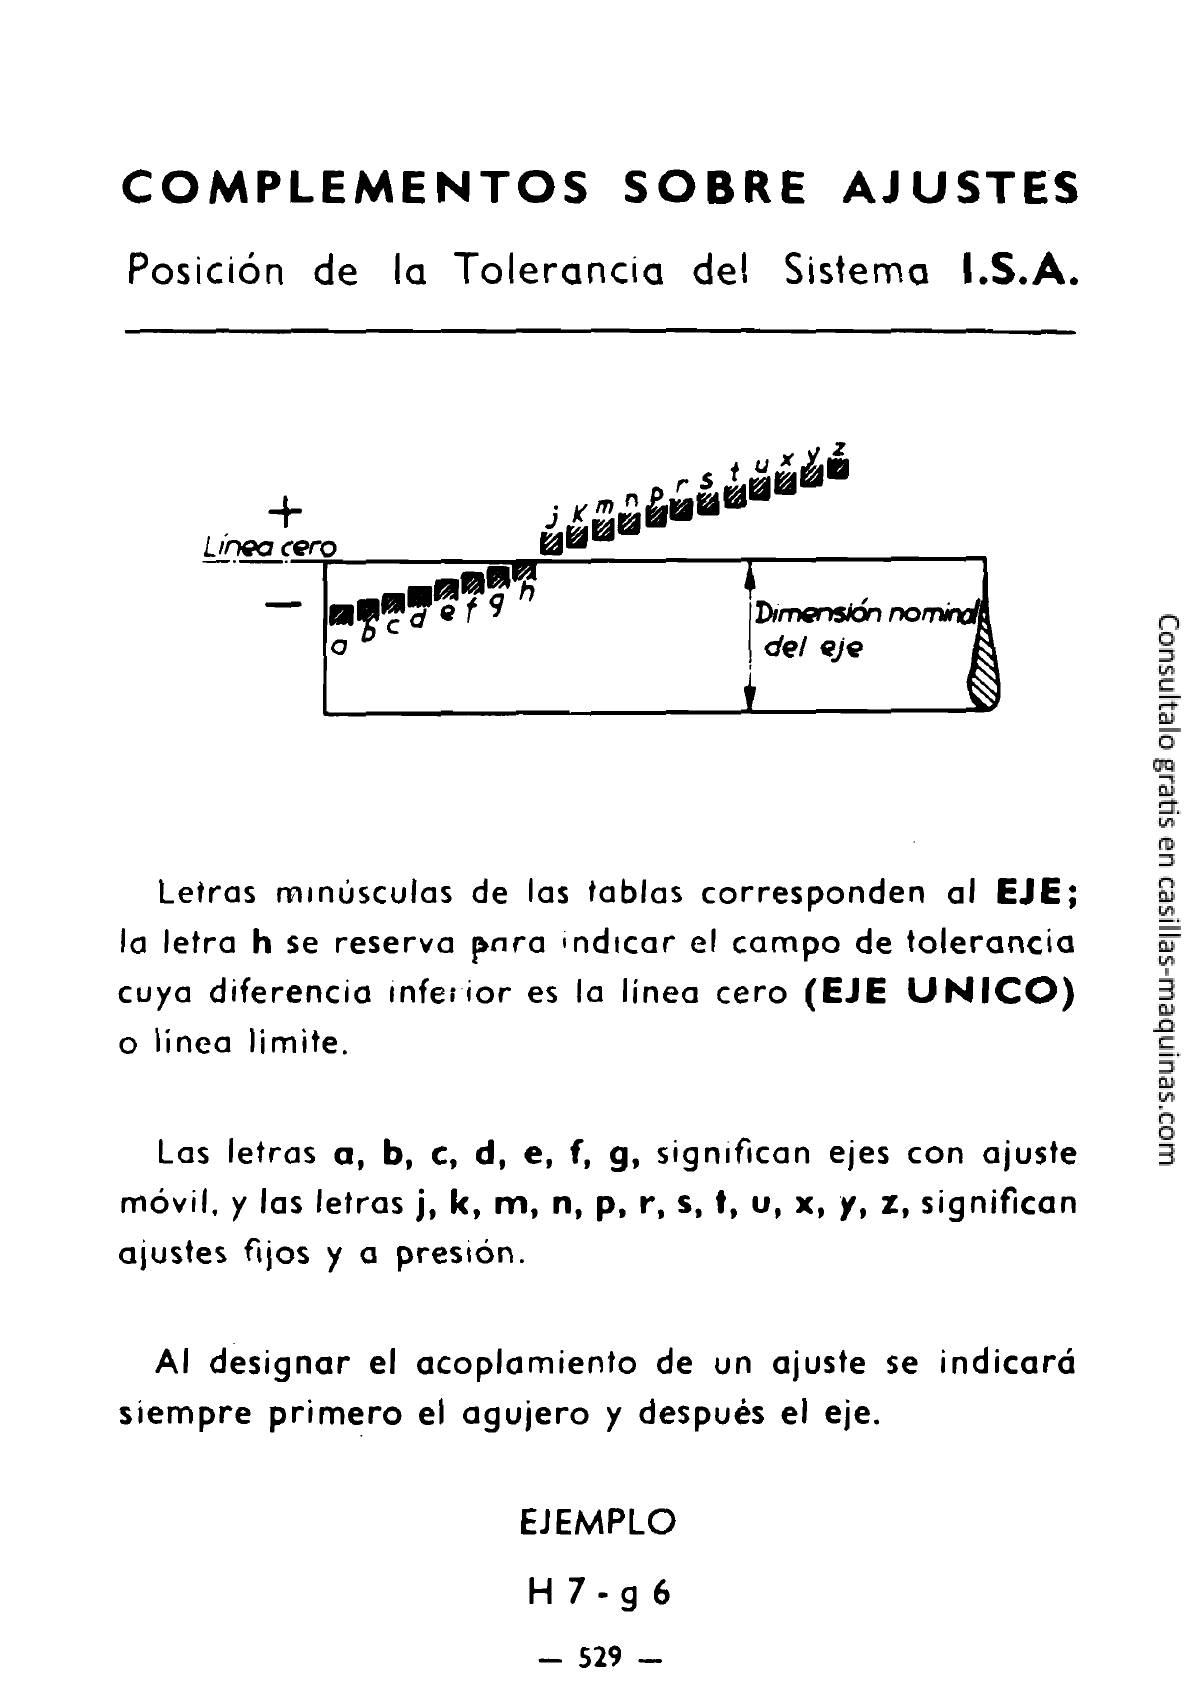 COMPLEMENTOS SOBRE AJUSTES
Posición de la Tolerancia del Sistema I.S.A.
j k m n p r s t u x y z
+
Línea cero
—
a b c d e f g h
Dimensión nominal
del eje
Letras minúsculas de las tablas corresponden al EJE;
la letra h se reserva para indicar el campo de tolerancia
cuya diferencia inferior es la línea cero (EJE UNICO)
o línea limite.
Las letras a, b, c, d, e, f, g, significan ejes con ajuste
móvil, y las letras j, k, m, n, p, r, s, t, u, x, y, z, significan
ajustes fijos y a presión.
Al designar el acoplamiento de un ajuste se indicará
siempre primero el agujero y después el eje.
EJEMPLO
H 7 - g 6
— 529 —
Consultalo gratis en casillas-maquinas.com